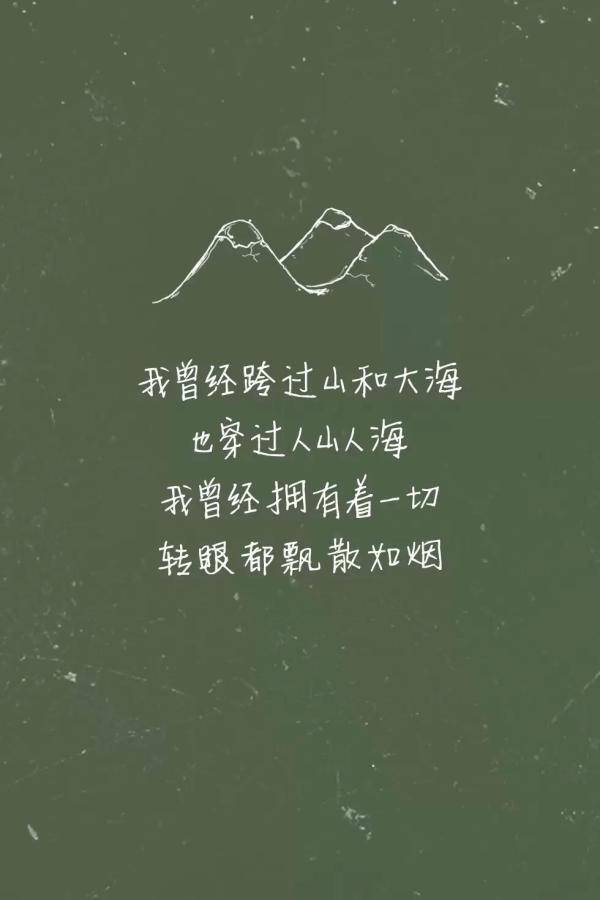 我曾经跨过山和大海
也穿过人山人海
我曾经拥有着一切
转眼都飘散如烟